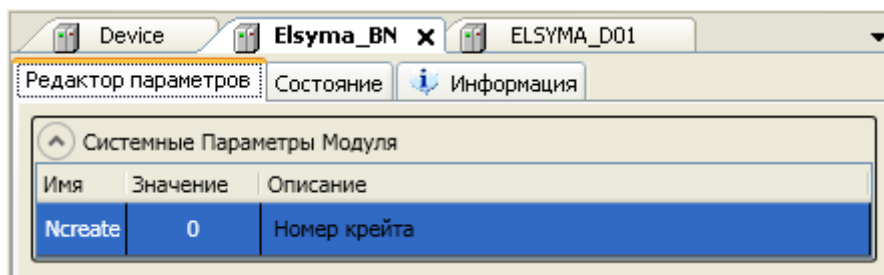 Device Elsyma_BN ELSYMA_D01
Редактор параметров Состояние Информация
Системные Параметры Модуля
Имя Значение Описание
Ncreate 0 Номер крейта